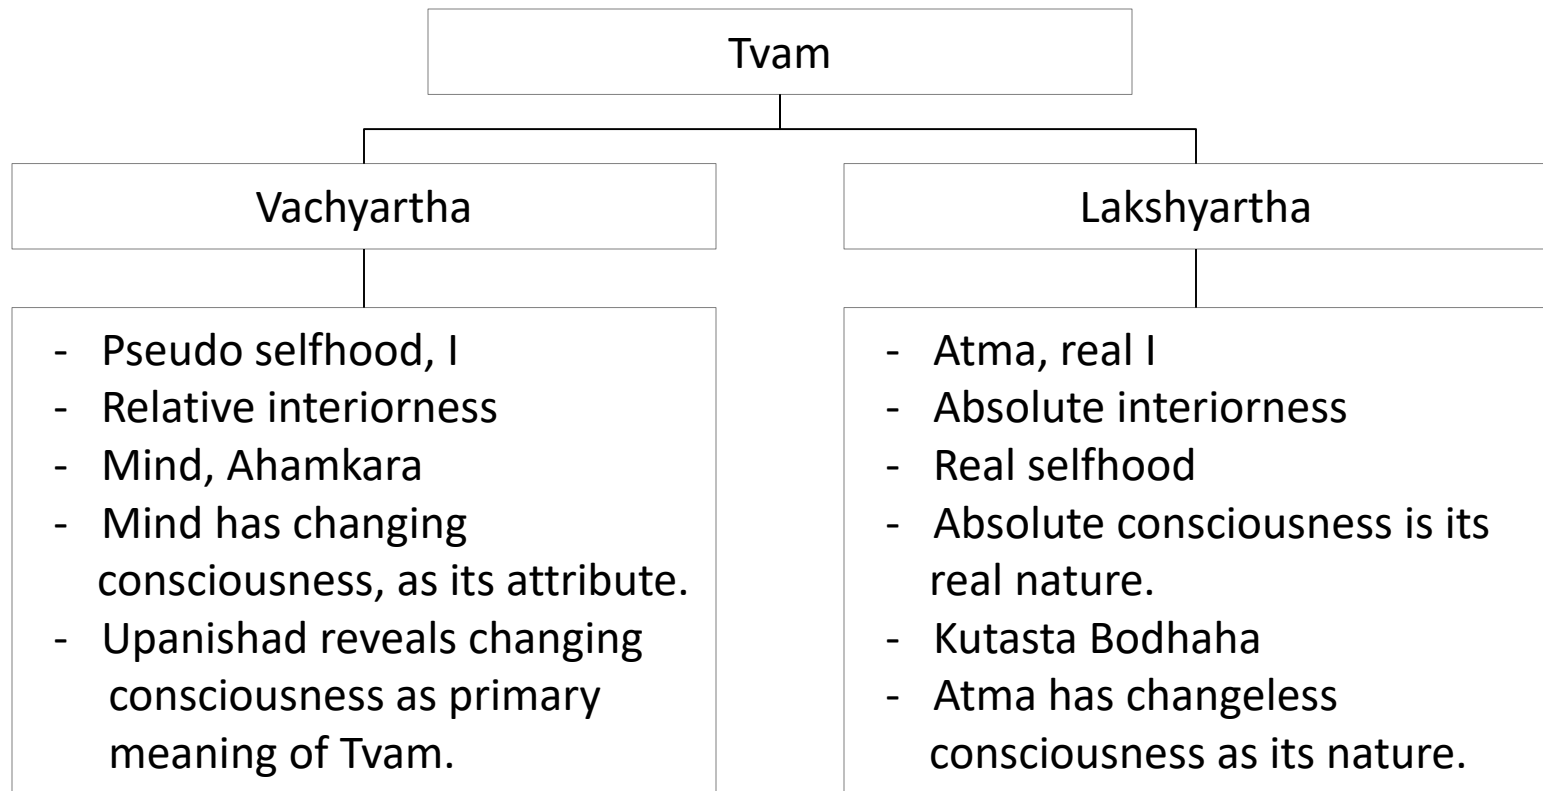 Tvam
Vachyartha
Lakshyartha
- Pseudo selfhood, I
- Relative interiorness
- Mind, Ahamkara
- Mind has changing
consciousness, as its attribute.
- Upanishad reveals changing
consciousness as primary
meaning of Tvam.
- Atma, real I
- Absolute interiorness
- Real selfhood
- Absolute consciousness is its
real nature.
- Kutasta Bodhaha
- Atma has changeless
consciousness as its nature.